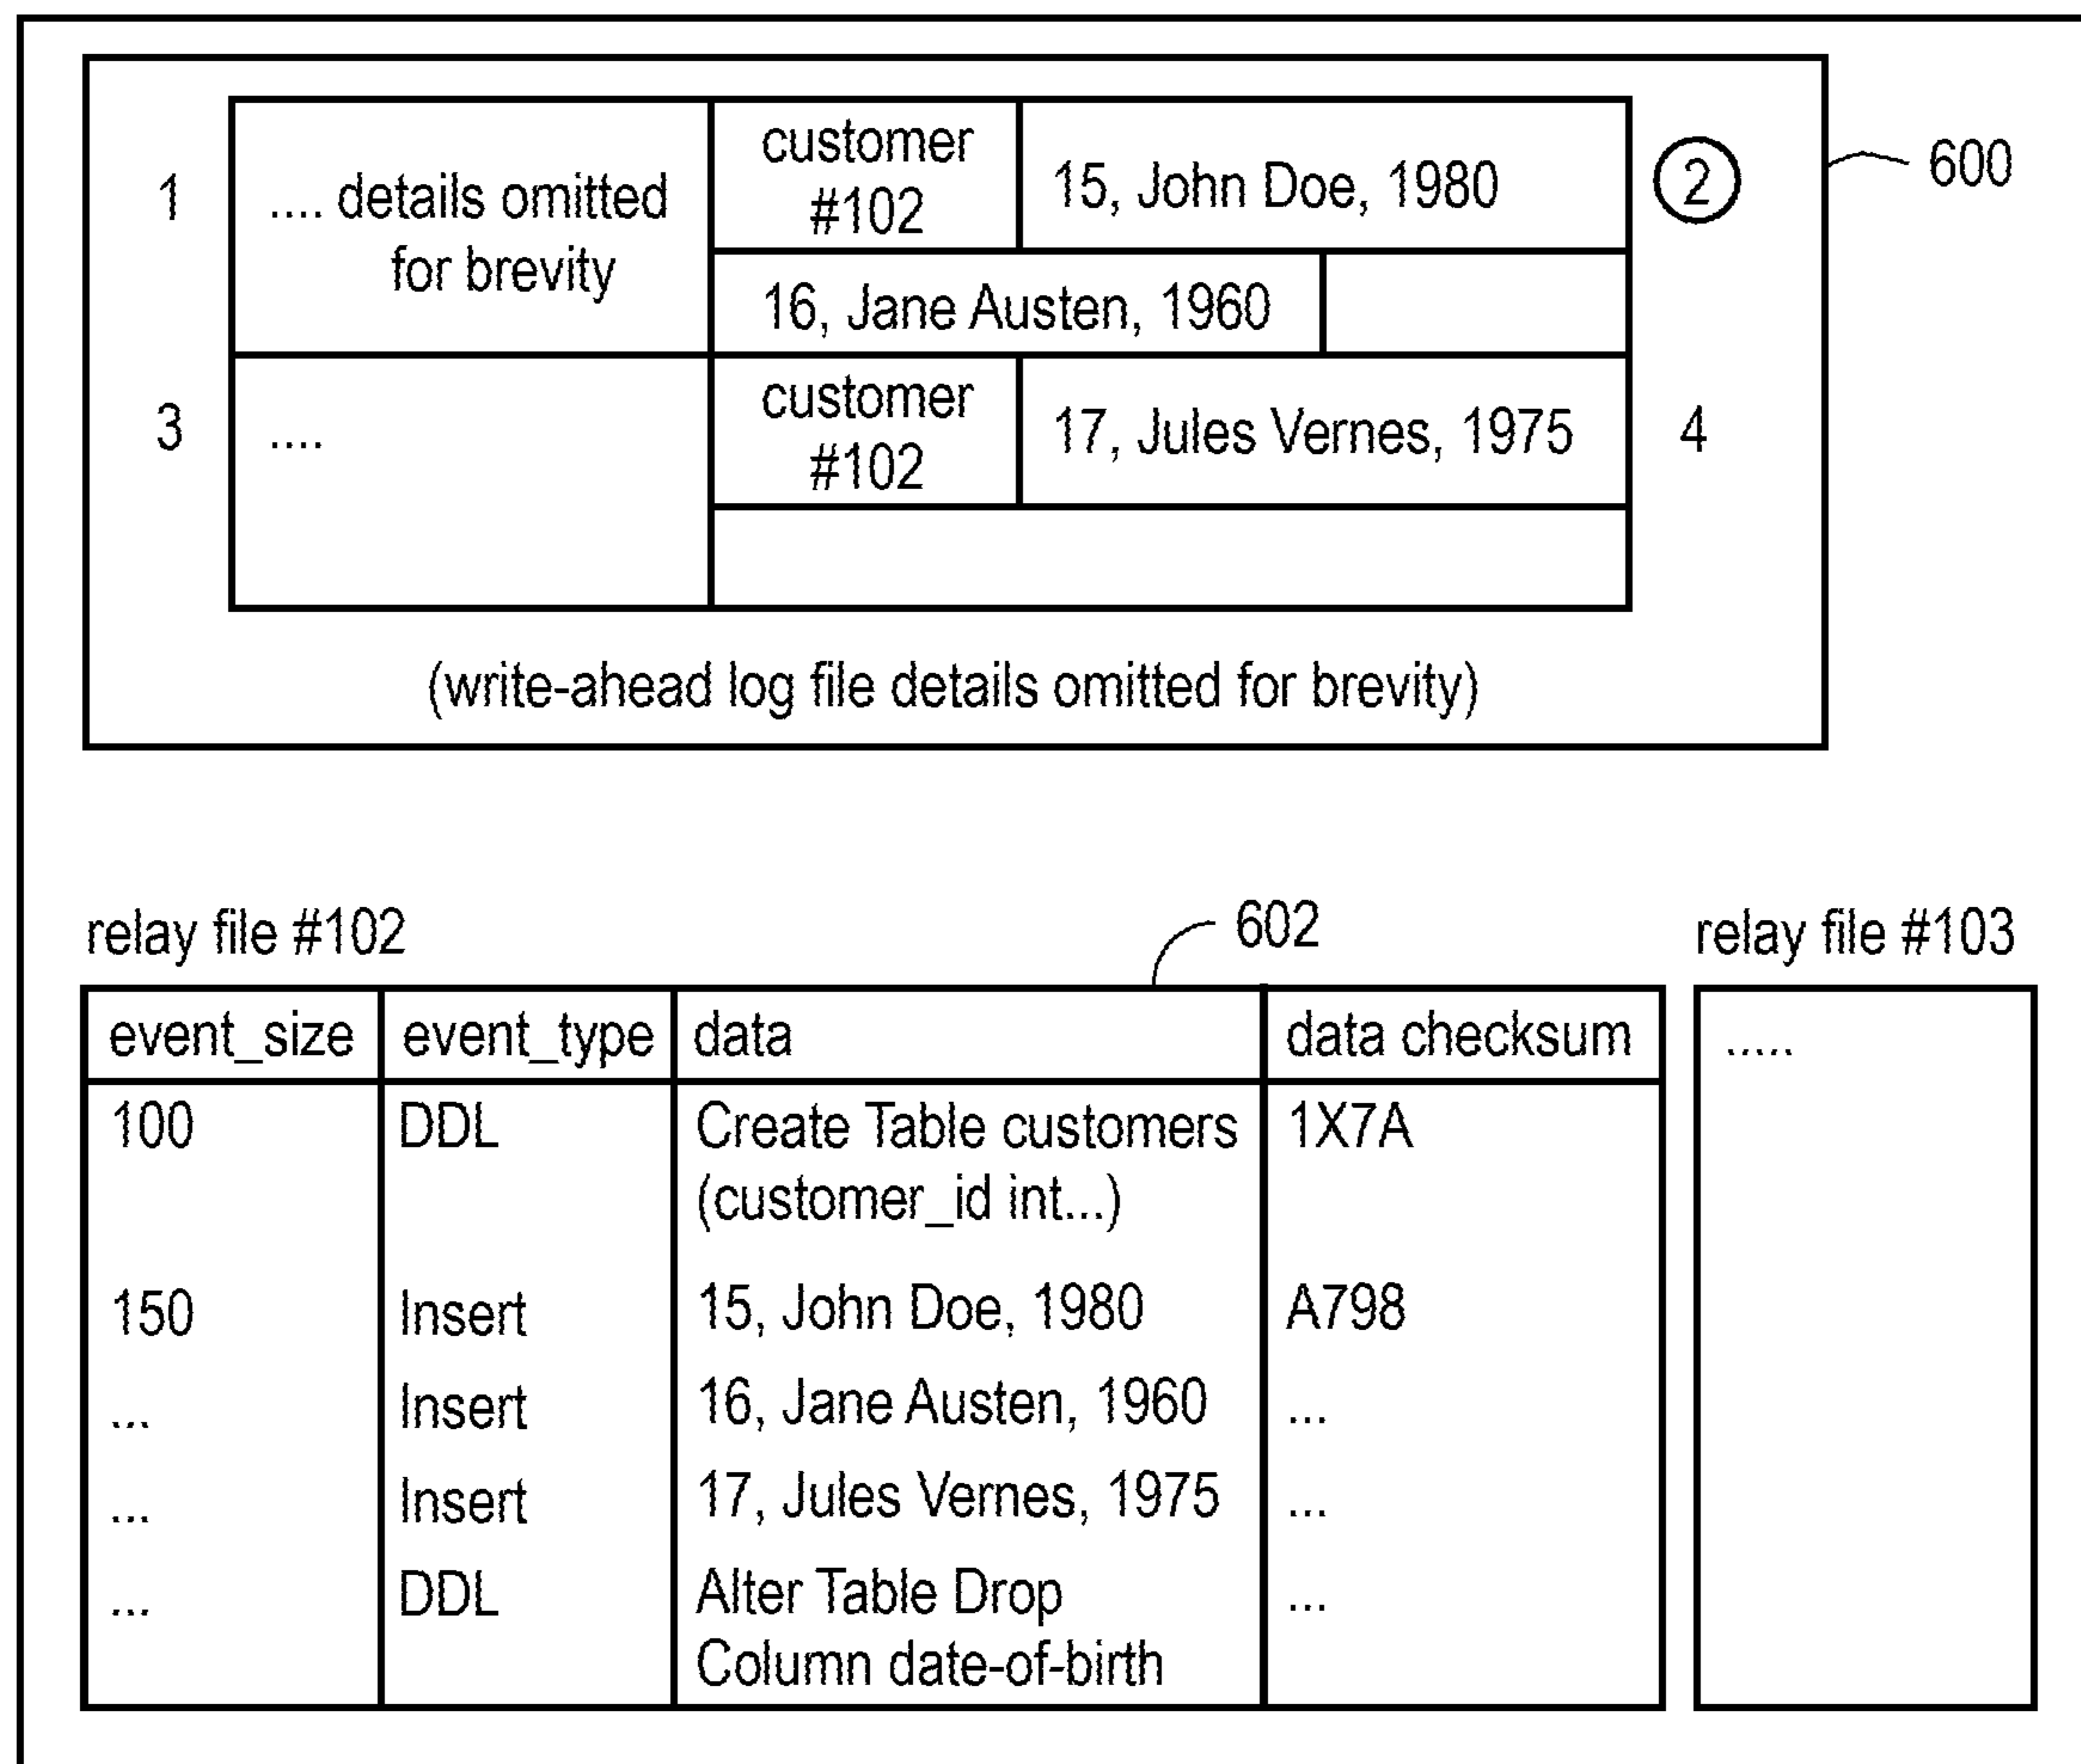 1 .... details omitted for brevity customer #102 15, John Doe, 1980 2 600
16, Jane Austen, 1960
3 .... customer #102 17, Jules Vernes, 1975 4
(write-ahead log file details omitted for brevity)
relay file #102 602 relay file #103
event_size event_type data data checksum .....
100 DDL Create Table customers 1X7A
(customer_id int...)
150 Insert 15, John Doe, 1980 A798
... Insert 16, Jane Austen, 1960 ...
... Insert 17, Jules Vernes, 1975 ...
... DDL Alter Table Drop ...
Column date-of-birth